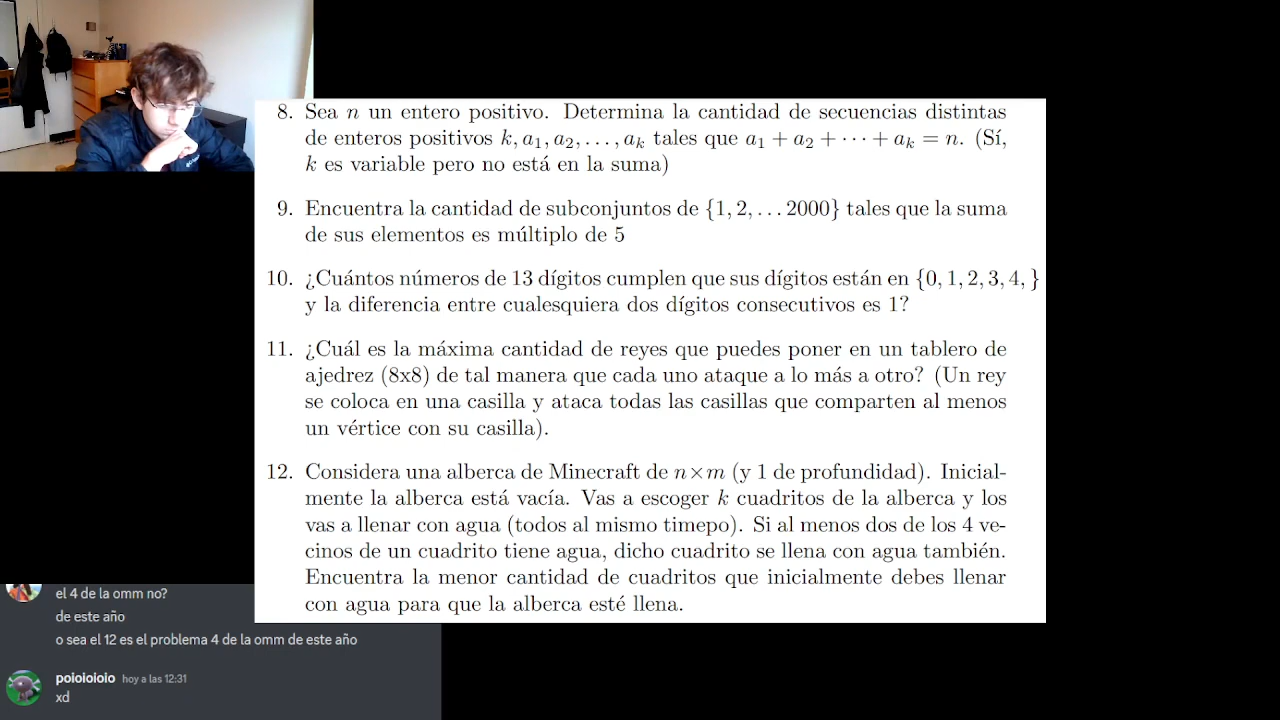 8. Sea n un entero positivo. Determina la cantidad de secuencias distintas
de enteros positivos k, a₁, a₂, . . . , aₖ tales que a₁ + a₂ + · · · + aₖ = n. (Sí,
k es variable pero no está en la suma)
9. Encuentra la cantidad de subconjuntos de {1, 2, . . . 2000} tales que la suma
de sus elementos es múltiplo de 5
10. ¿Cuántos números de 13 dígitos cumplen que sus dígitos están en {0, 1, 2, 3, 4, }
y la diferencia entre cualesquiera dos dígitos consecutivos es 1?
11. ¿Cuál es la máxima cantidad de reyes que puedes poner en un tablero de
ajedrez (8x8) de tal manera que cada uno ataque a lo más a otro? (Un rey
se coloca en una casilla y ataca todas las casillas que comparten al menos
un vértice con su casilla).
12. Considera una alberca de Minecraft de n×m (y 1 de profundidad). Inicial-
mente la alberca está vacía. Vas a escoger k cuadritos de la alberca y los
vas a llenar con agua (todos al mismo timepo). Si al menos dos de los 4 ve-
cinos de un cuadrito tiene agua, dicho cuadrito se llena con agua también.
Encuentra la menor cantidad de cuadritos que inicialmente debes llenar
con agua para que la alberca esté llena.
el 4 de la omm no?
de este año
o sea el 12 es el problema 4 de la omm de este año
poioioioio hoy a las 12:31
xd